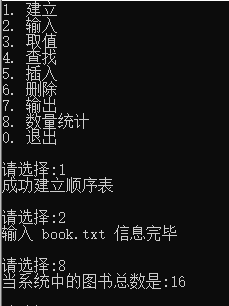 1. 建立
2. 输入
3. 取值
4. 查找
5. 插入
6. 删除
7. 输出
8. 数量统计
0. 退出
请选择:1
成功建立顺序表
请选择:2
输入 book.txt 信息完毕
请选择:8
当系统中的图书总数是:16